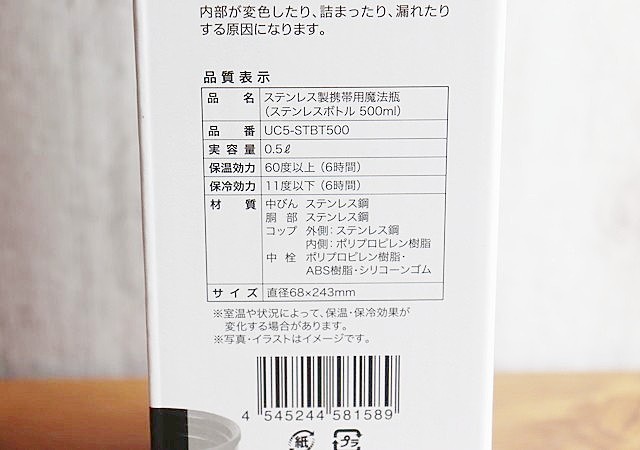 内部が変色したり、詰まったり、漏れたり
する原因になります。
品質表示
品 名 ステンレス製携帯用魔法瓶
（ステンレスボトル 500ml）
品 番 UC5-STBT500
実容量 0.5ℓ
保温効力 60度以上（6時間）
保冷効力 11度以下（6時間）
材 質 中びん ステンレス鋼
胴 部 ステンレス鋼
コップ 外側：ステンレス鋼
内側：ポリプロピレン樹脂
中 栓 ポリプロピレン樹脂・
ABS樹脂・シリコーンゴム
サイズ 直径68×243mm
※室温や状況によって、保温・保冷効果が
変化する場合があります。
※写真・イラストはイメージです。
4 545244 581589
紙 プラ